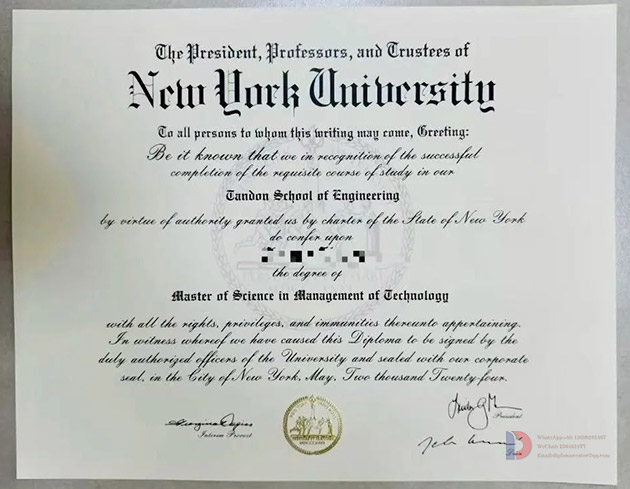 The President, Professors, and Trustees of
New York University
To all persons to whom this writing may come, Greeting:
Be it known that we in recognition of the successful
completion of the requisite course of study in our
Tandon School of Engineering
by virtue of authority granted us by charter of the State of New York
do confer upon
the degree of
Master of Science in Management of Technology
with all the rights, privileges, and immunities thereunto appertaining.
In witness whereof we have caused this Diploma to be signed by the
duly authorized officers of the University and sealed with our corporate
seal, in the City of New York, May, Two thousand Twenty-four.
Interim Provost
President
Dean